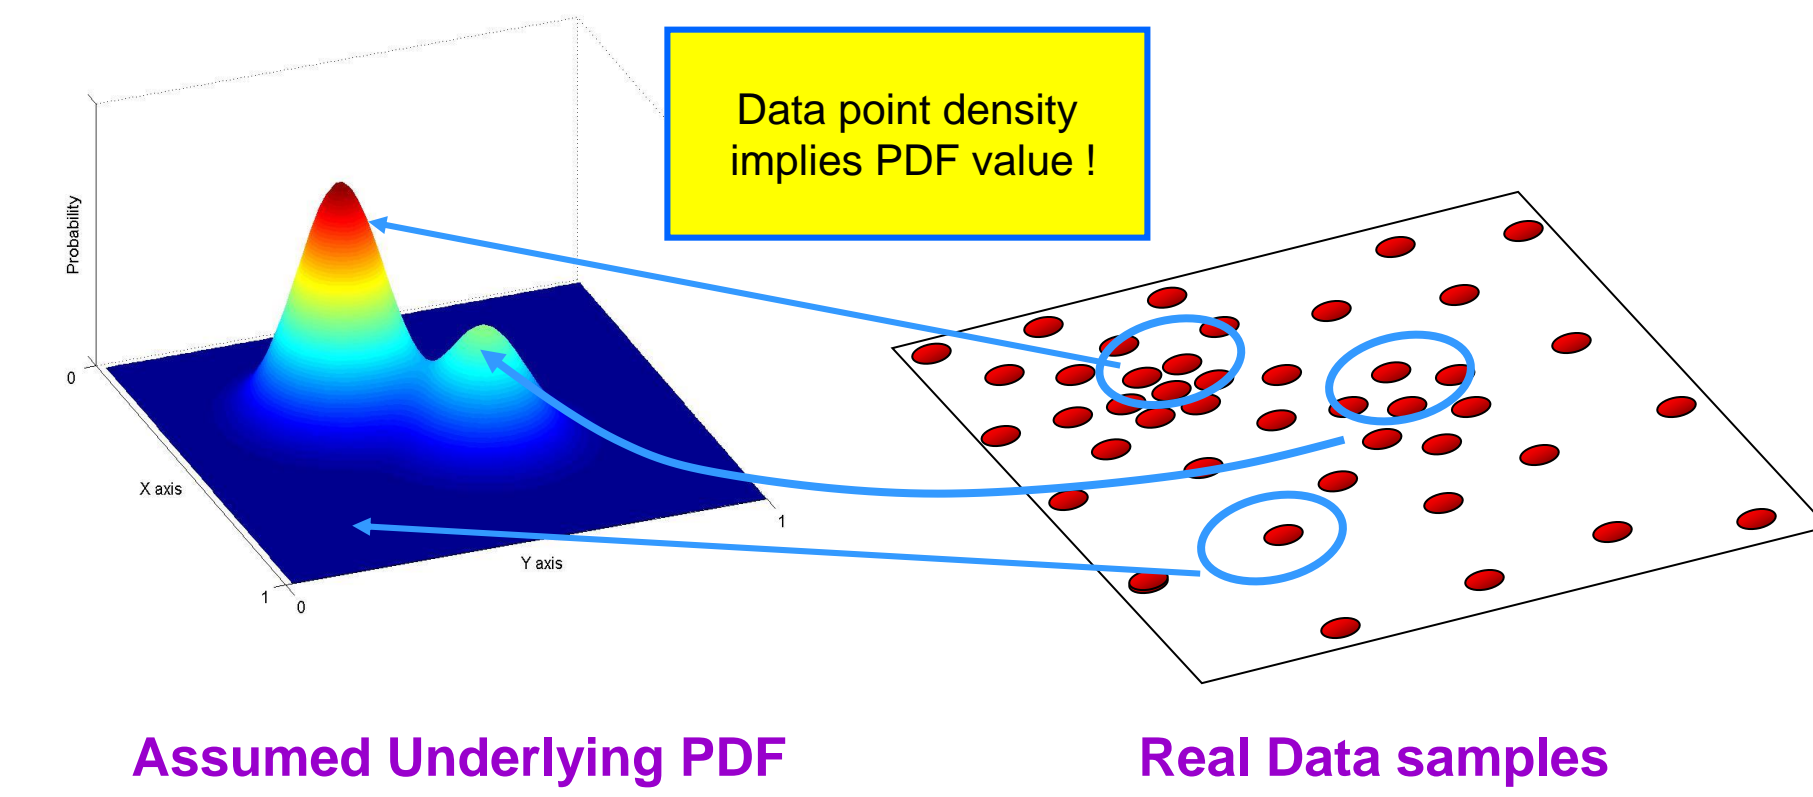 Data point density
implies PDF value !
Probability
0
X axis
1
0
Y axis
1
Assumed Underlying PDF
Real Data samples